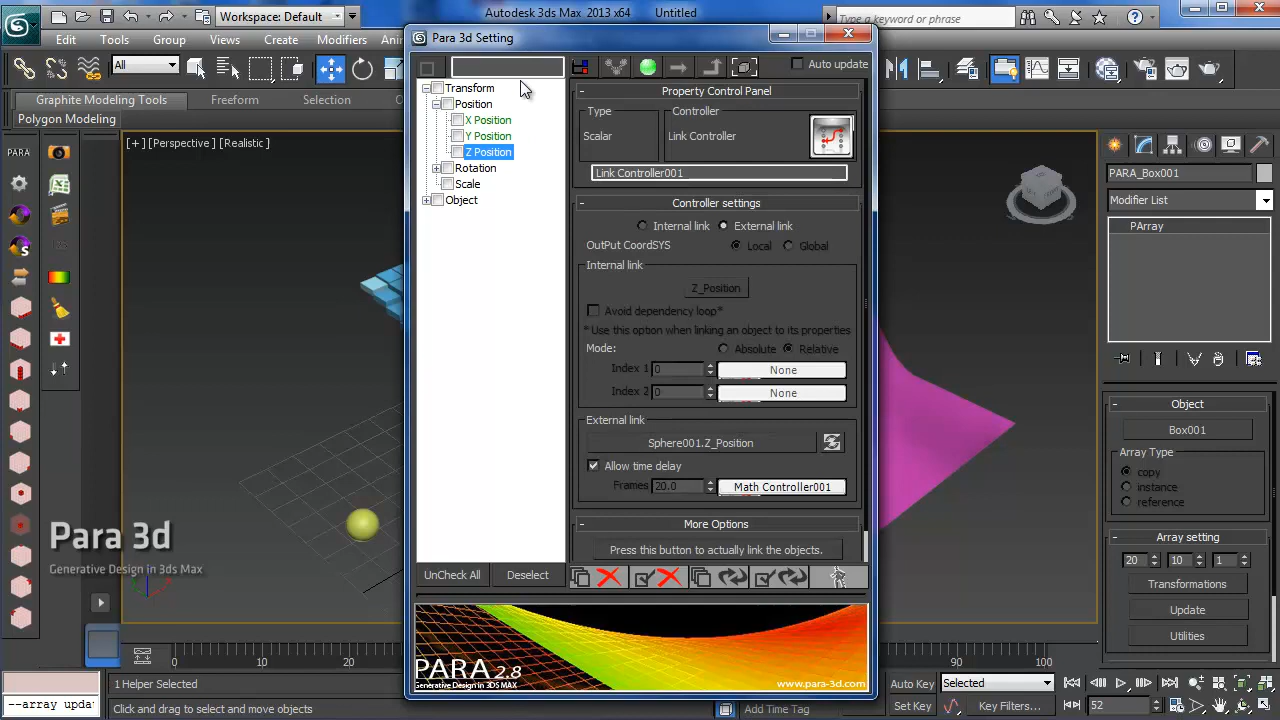 Workspace: Default
Autodesk 3ds Max 2013 x64
Untitled
Type a keyword or phrase
Edit
Tools
Group
Views
Create
Modifiers
All
Graphite Modeling Tools
Freeform
Selection
Polygon Modeling
[+] [Perspective] [Realistic]
PARA
Para 3d
Generative Design in 3DS MAX
Para 3d Setting
Auto update
Transform
Position
X Position
Y Position
Z Position
Rotation
Scale
Object
Property Control Panel
Type
Controller
Scalar
Link Controller
Link Controller001
Controller settings
Internal link
External link
OutPut CoordSYS
Local
Global
Internal link
Z_Position
Avoid dependency loop*
* Use this option when linking an object to its properties
Mode:
Absolute
Relative
Index 1
0
None
Index 2
0
None
External link
Sphere001.Z_Position
Allow time delay
Frames
20.0
Math Controller001
More Options
Press this button to actually link the objects.
UnCheck All
Deselect
PARA 2.8
Generative Design in 3DS MAX
www.para-3d.com
PARA_Box001
Modifier List
PArray
Object
Box001
Array Type
copy
instance
reference
Array setting
20
10
1
Transformations
Update
Utilities
0
10
20
90
100
1 Helper Selected
--array upda
Click and drag to select and move objects
Add Time Tag
Auto Key
Selected
Set Key
Key Filters...
52